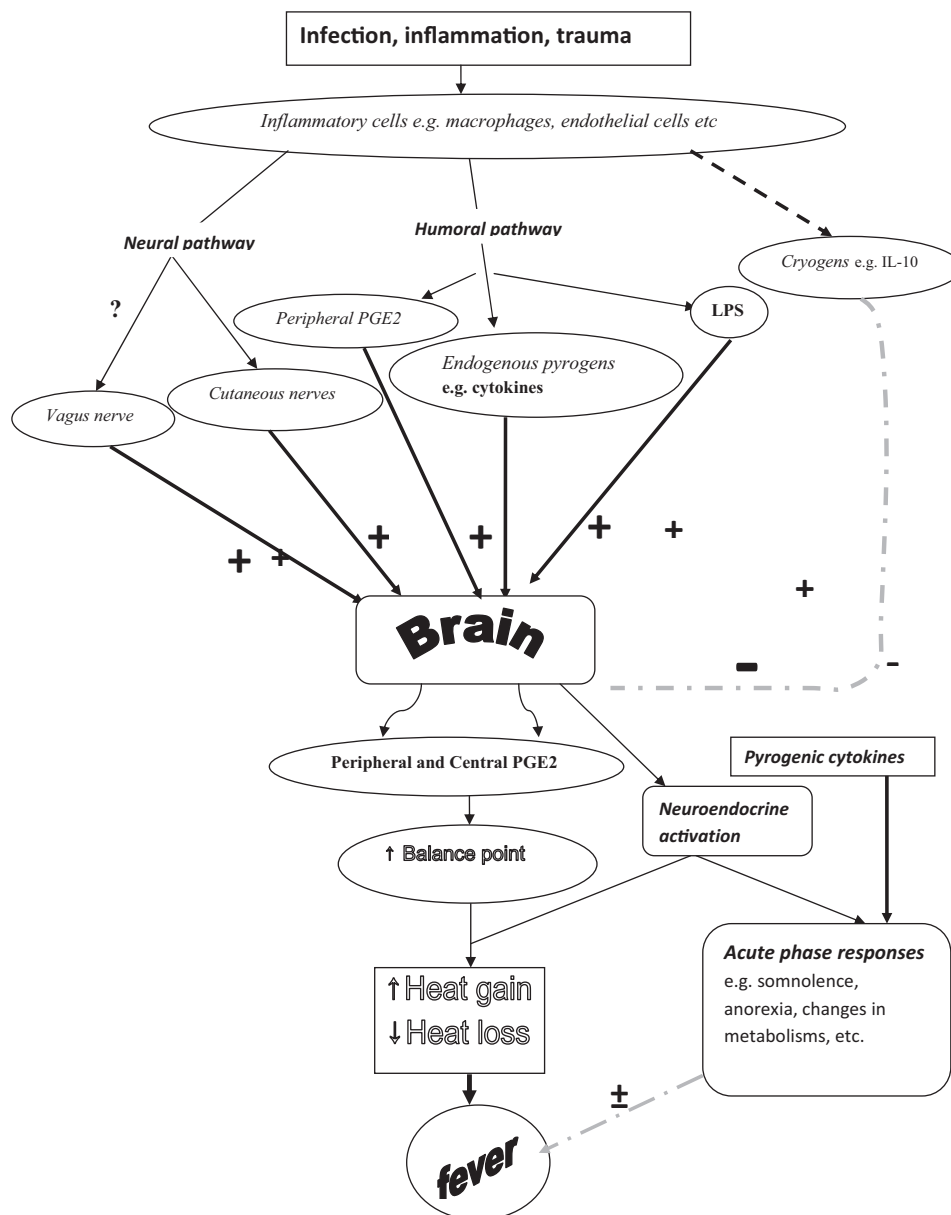 Infection, inflammation, trauma
Inflammatory cells e.g. macrophages, endothelial cells etc
Neural pathway
Humoral pathway
Cryogens e.g. IL-10
?
Peripheral PGE2
LPS
Endogenous pyrogens
e.g. cytokines
Cutaneous nerves
Vagus nerve
+ + + + + +
+
- -
Brain
Peripheral and Central PGE2
Pyrogenic cytokines
Neuroendocrine
activation
↑ Balance point
Acute phase responses
e.g. somnolence,
anorexia, changes in
metabolisms, etc.
↑ Heat gain
↓ Heat loss
±
fever